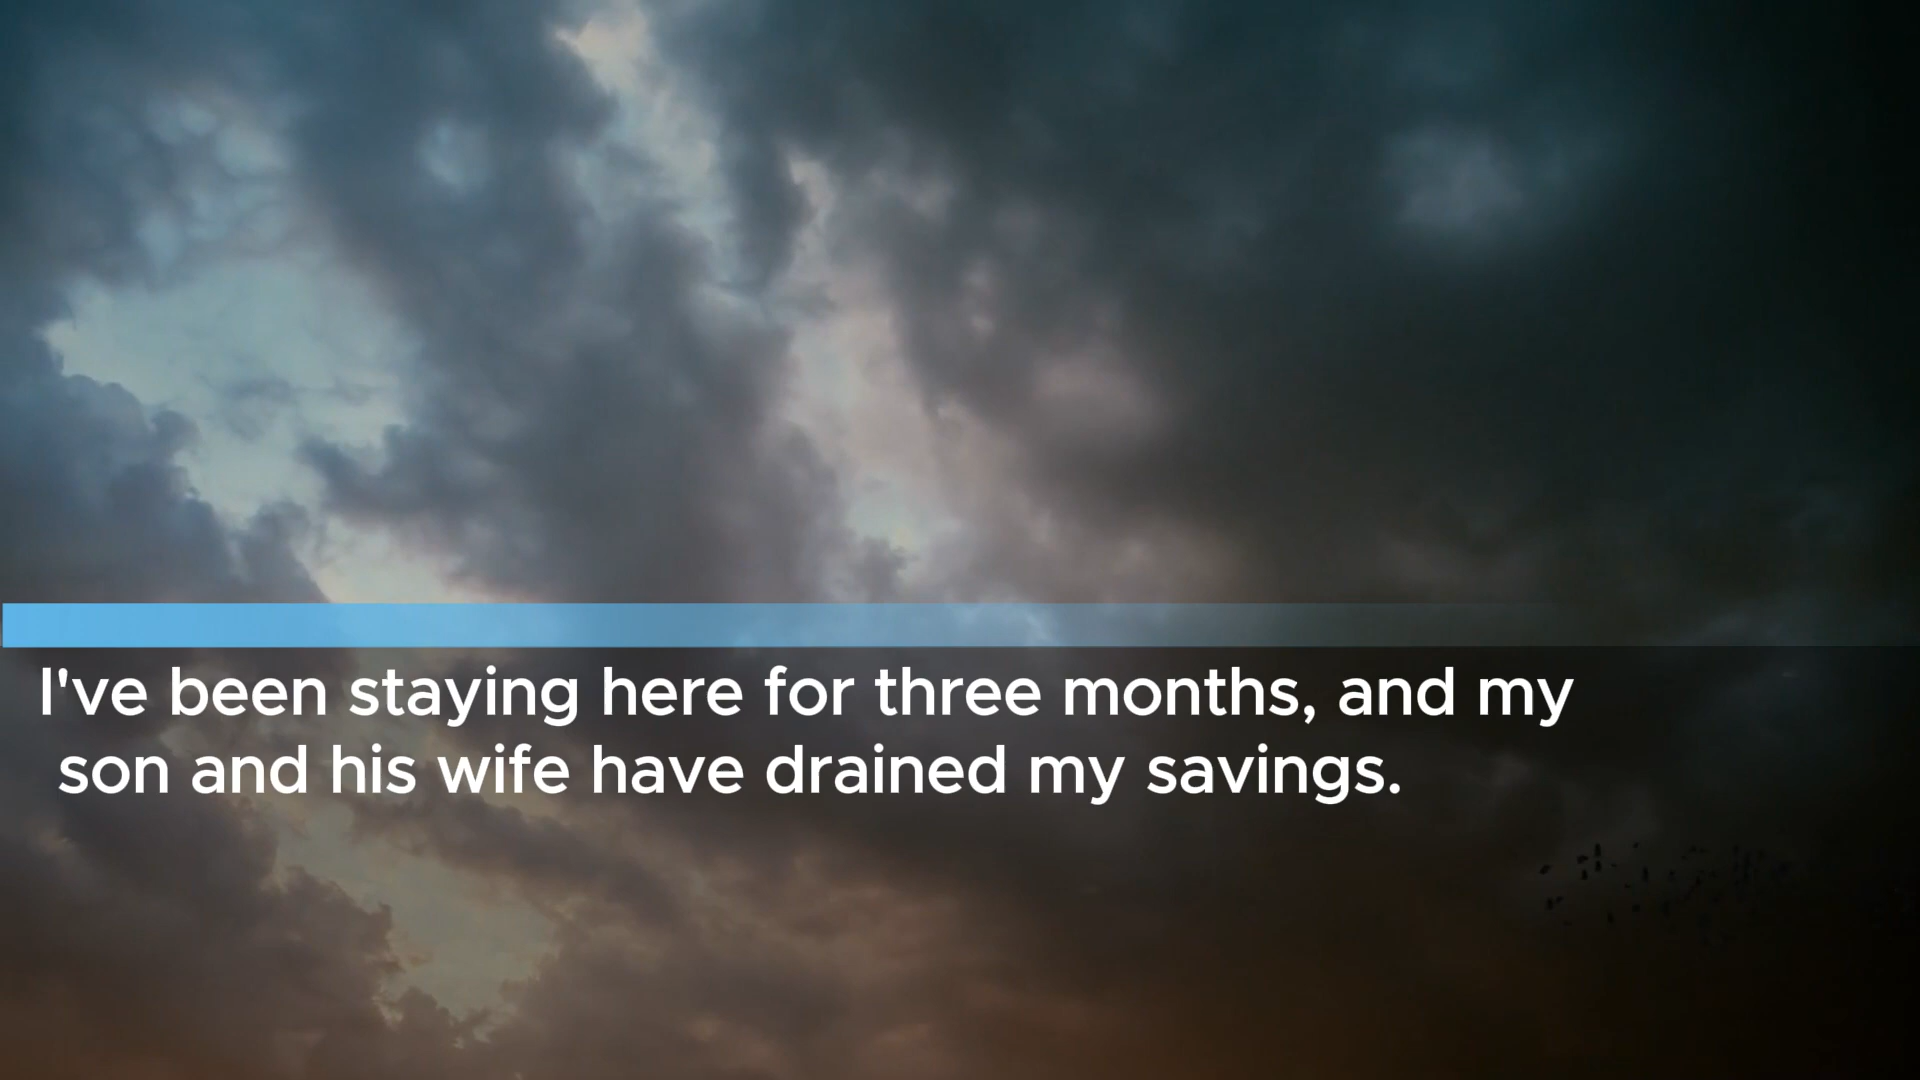 I've been staying here for three months, and my
son and his wife have drained my savings.